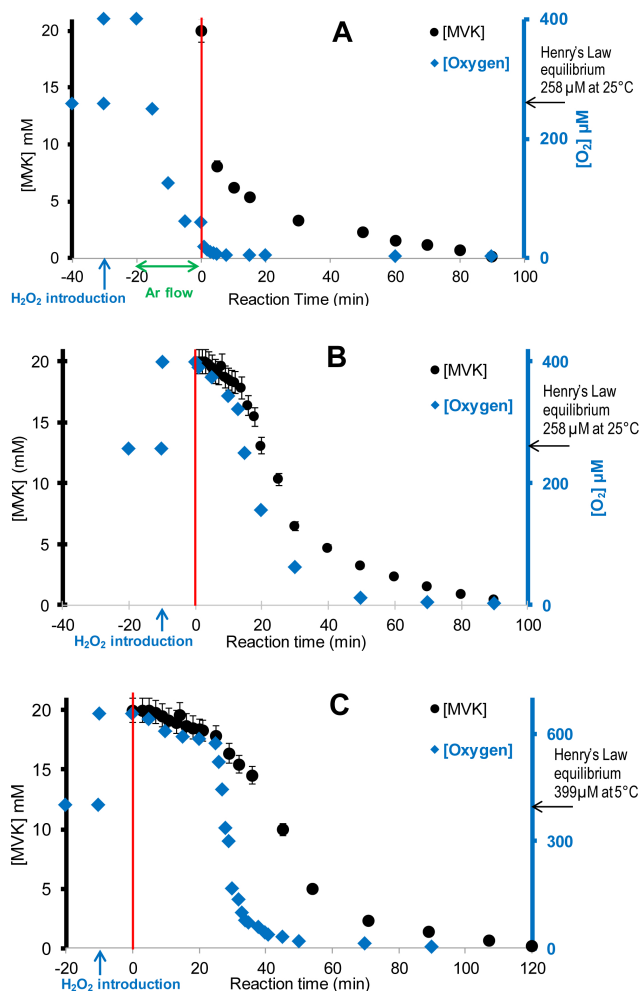 A
[MVK]
[Oxygen]
Henry's Law
equilibrium
258 µM at 25°C
[MVK] mM
[O₂] µM
20
15
10
5
0
400
200
0
-40
-20
0
20
40
60
80
100
H₂O₂ introduction
Ar flow
Reaction Time (min)
B
[MVK]
[Oxygen]
Henry's Law
equilibrium
258 µM at 25°C
[MVK] (mM)
[O₂] µM
20
15
10
5
0
400
200
0
-40
-20
0
20
40
60
80
100
H₂O₂ introduction
Reaction time (min)
C
[MVK]
[Oxygen]
Henry's Law
equilibrium
399µM at 5°C
[MVK] mM
20
15
10
5
0
600
300
0
-20
0
20
40
60
80
100
120
H₂O₂ introduction
Reaction time (min)